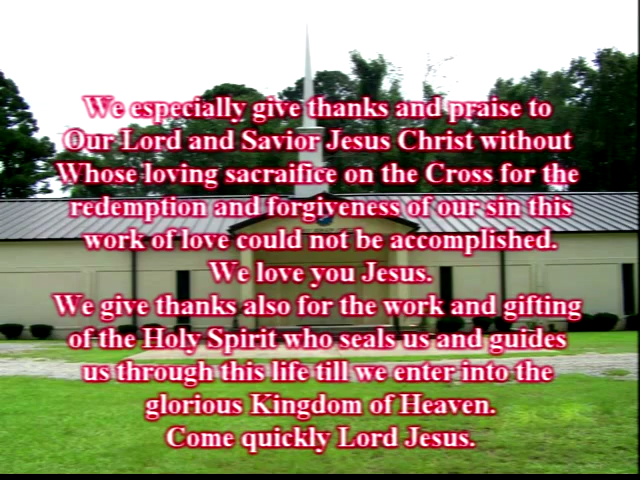 We especially give thanks and praise to
Our Lord and Savior Jesus Christ without
Whose loving sacraifice on the Cross for the
redemption and forgiveness of our sin this
work of love could not be accomplished.
We love you Jesus.
We give thanks also for the work and gifting
of the Holy Spirit who seals us and guides
us through this life till we enter into the
glorious Kingdom of Heaven.
Come quickly Lord Jesus.